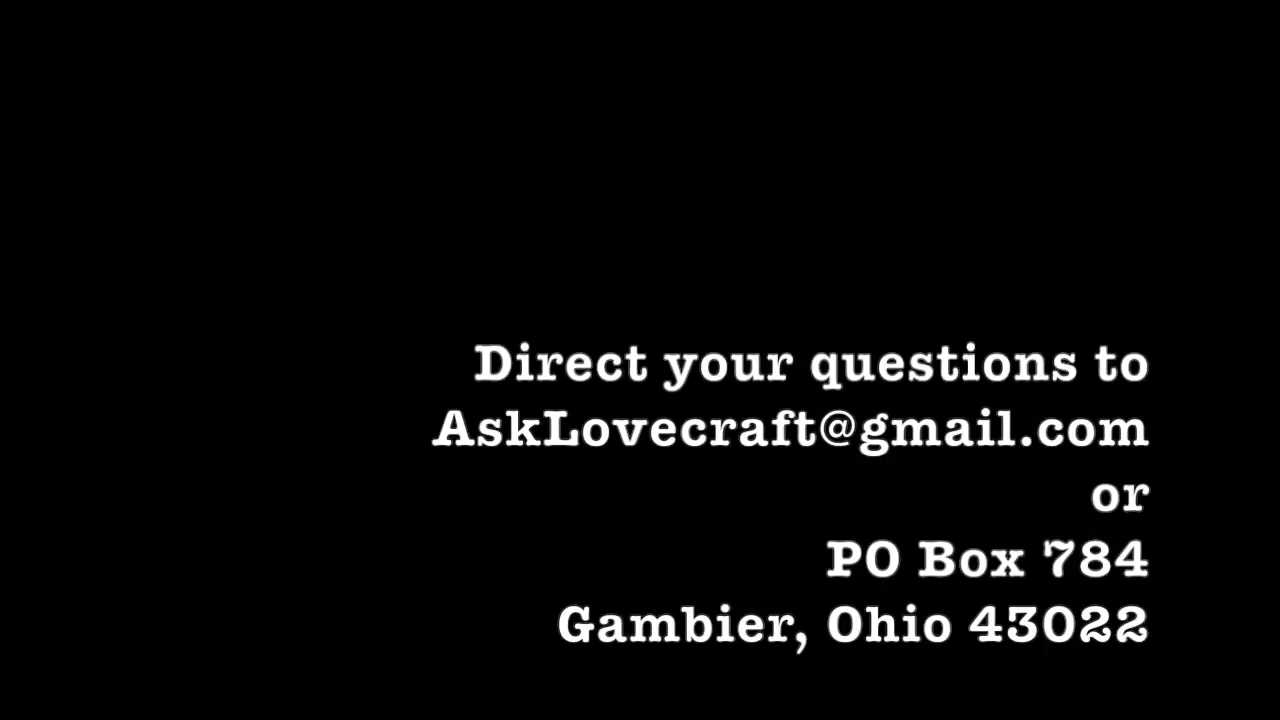 Direct your questions to
AskLovecraft@gmail.com
or
PO Box 784
Gambier, Ohio 43022